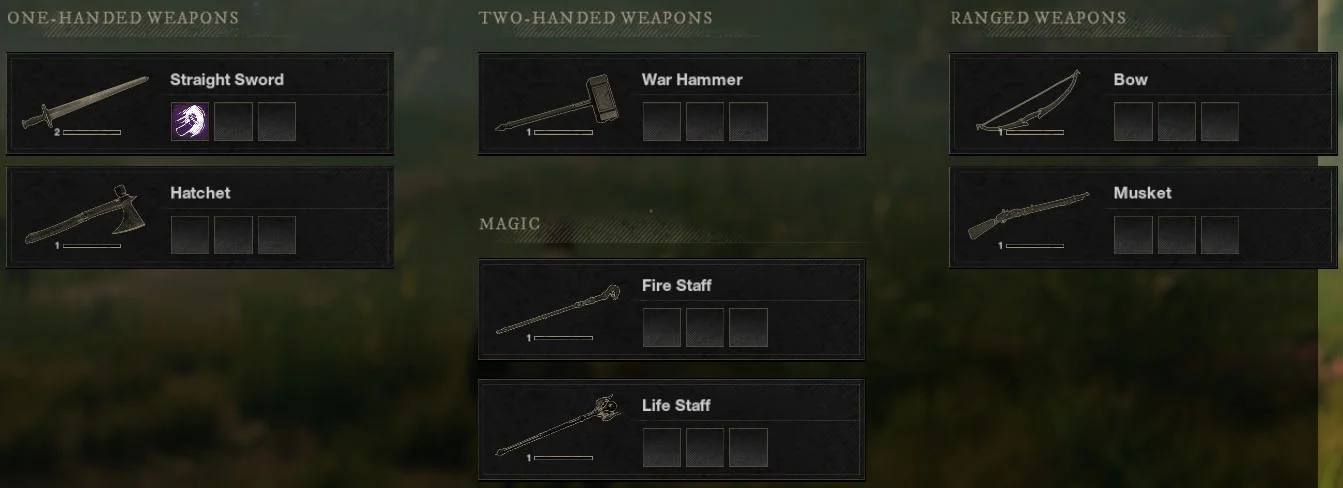 ONE-HANDED WEAPONS
Straight Sword
2
Hatchet
1
TWO-HANDED WEAPONS
War Hammer
1
MAGIC
Fire Staff
1
Life Staff
1
RANGED WEAPONS
Bow
1
Musket
1